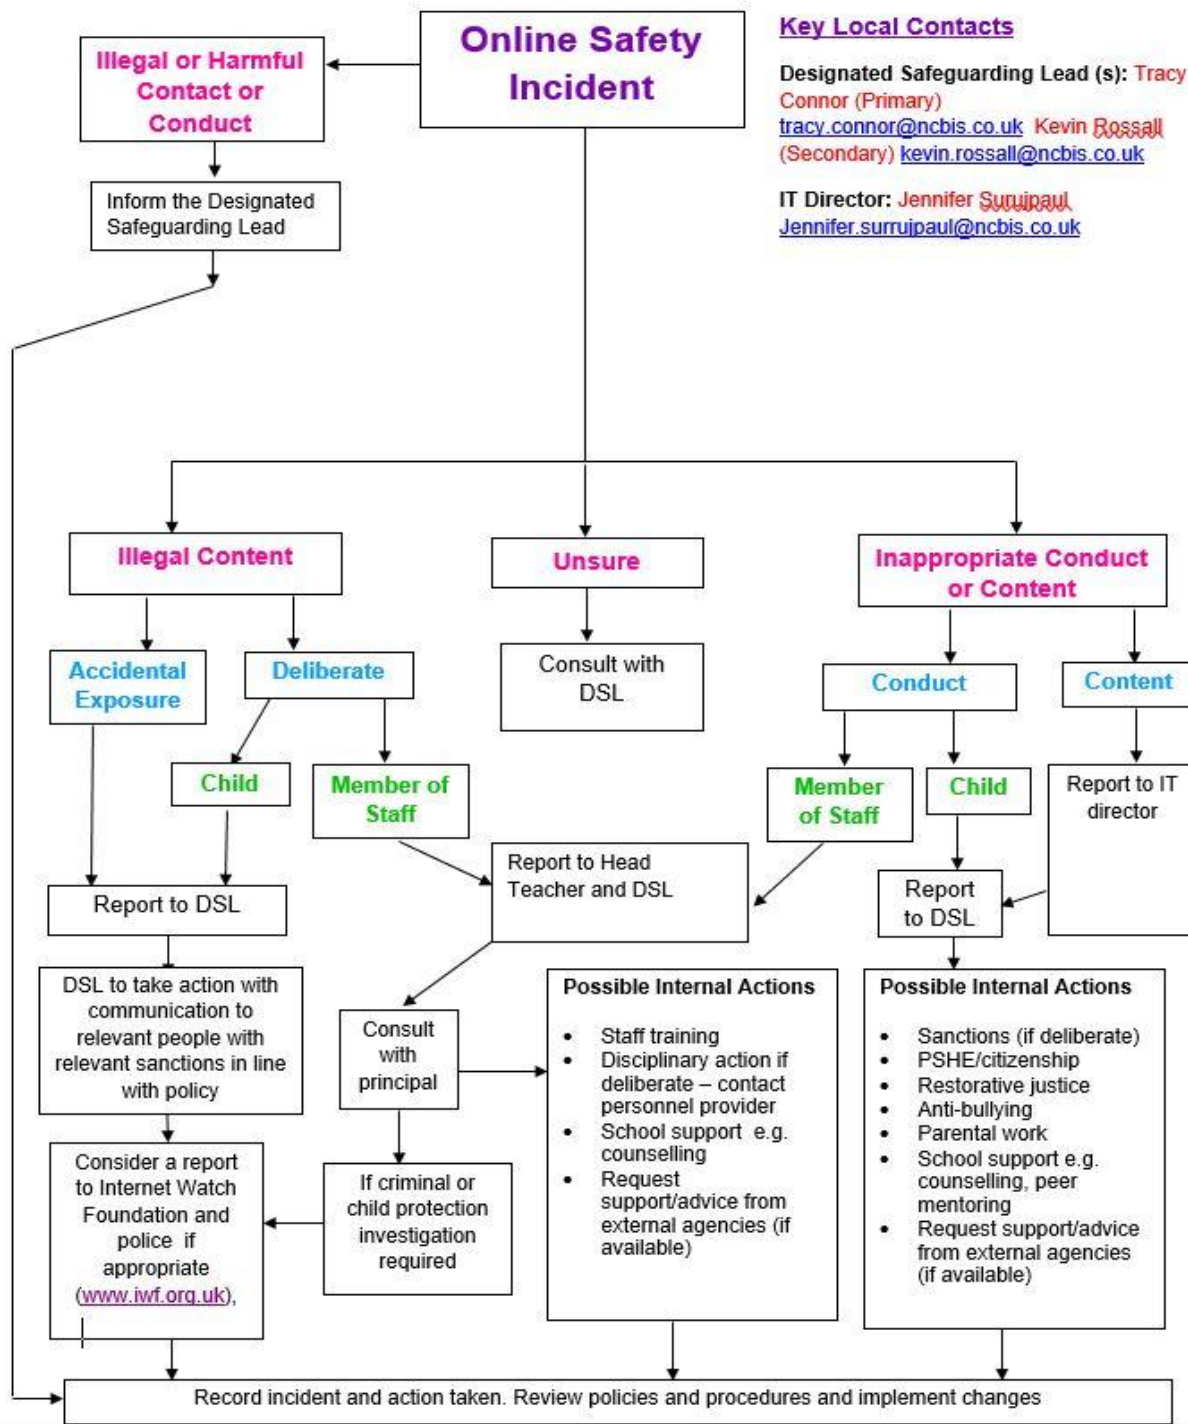 Online Safety
Incident
Key Local Contacts
Designated Safeguarding Lead (s): Tracy
Connor (Primary)
tracy.connor@ncbis.co.uk Kevin Rossall
(Secondary) kevin.rossall@ncbis.co.uk
IT Director: Jennifer Surujpaul
Jennifer.surrujpaul@ncbis.co.uk
Illegal or Harmful
Contact or
Conduct
Inform the Designated
Safeguarding Lead
Illegal Content
Unsure
Inappropriate Conduct
or Content
Accidental
Exposure
Deliberate
Consult with
DSL
Conduct
Content
Child
Member of
Staff
Member
of Staff
Child
Report to IT
director
Report to DSL
Report to Head
Teacher and DSL
Report
to DSL
DSL to take action with
communication to
relevant people with
relevant sanctions in line
with policy
Consult
with
principal
Possible Internal Actions
• Staff training
• Disciplinary action if
deliberate – contact
personnel provider
• School support e.g.
counselling
• Request
support/advice from
external agencies (if
available)
Possible Internal Actions
• Sanctions (if deliberate)
• PSHE/citizenship
• Restorative justice
• Anti-bullying
• Parental work
• School support e.g.
counselling, peer
mentoring
• Request support/advice
from external agencies
(if available)
Consider a report
to Internet Watch
Foundation and
police if
appropriate
(www.iwf.org.uk),
If criminal or
child protection
investigation
required
Record incident and action taken. Review policies and procedures and implement changes